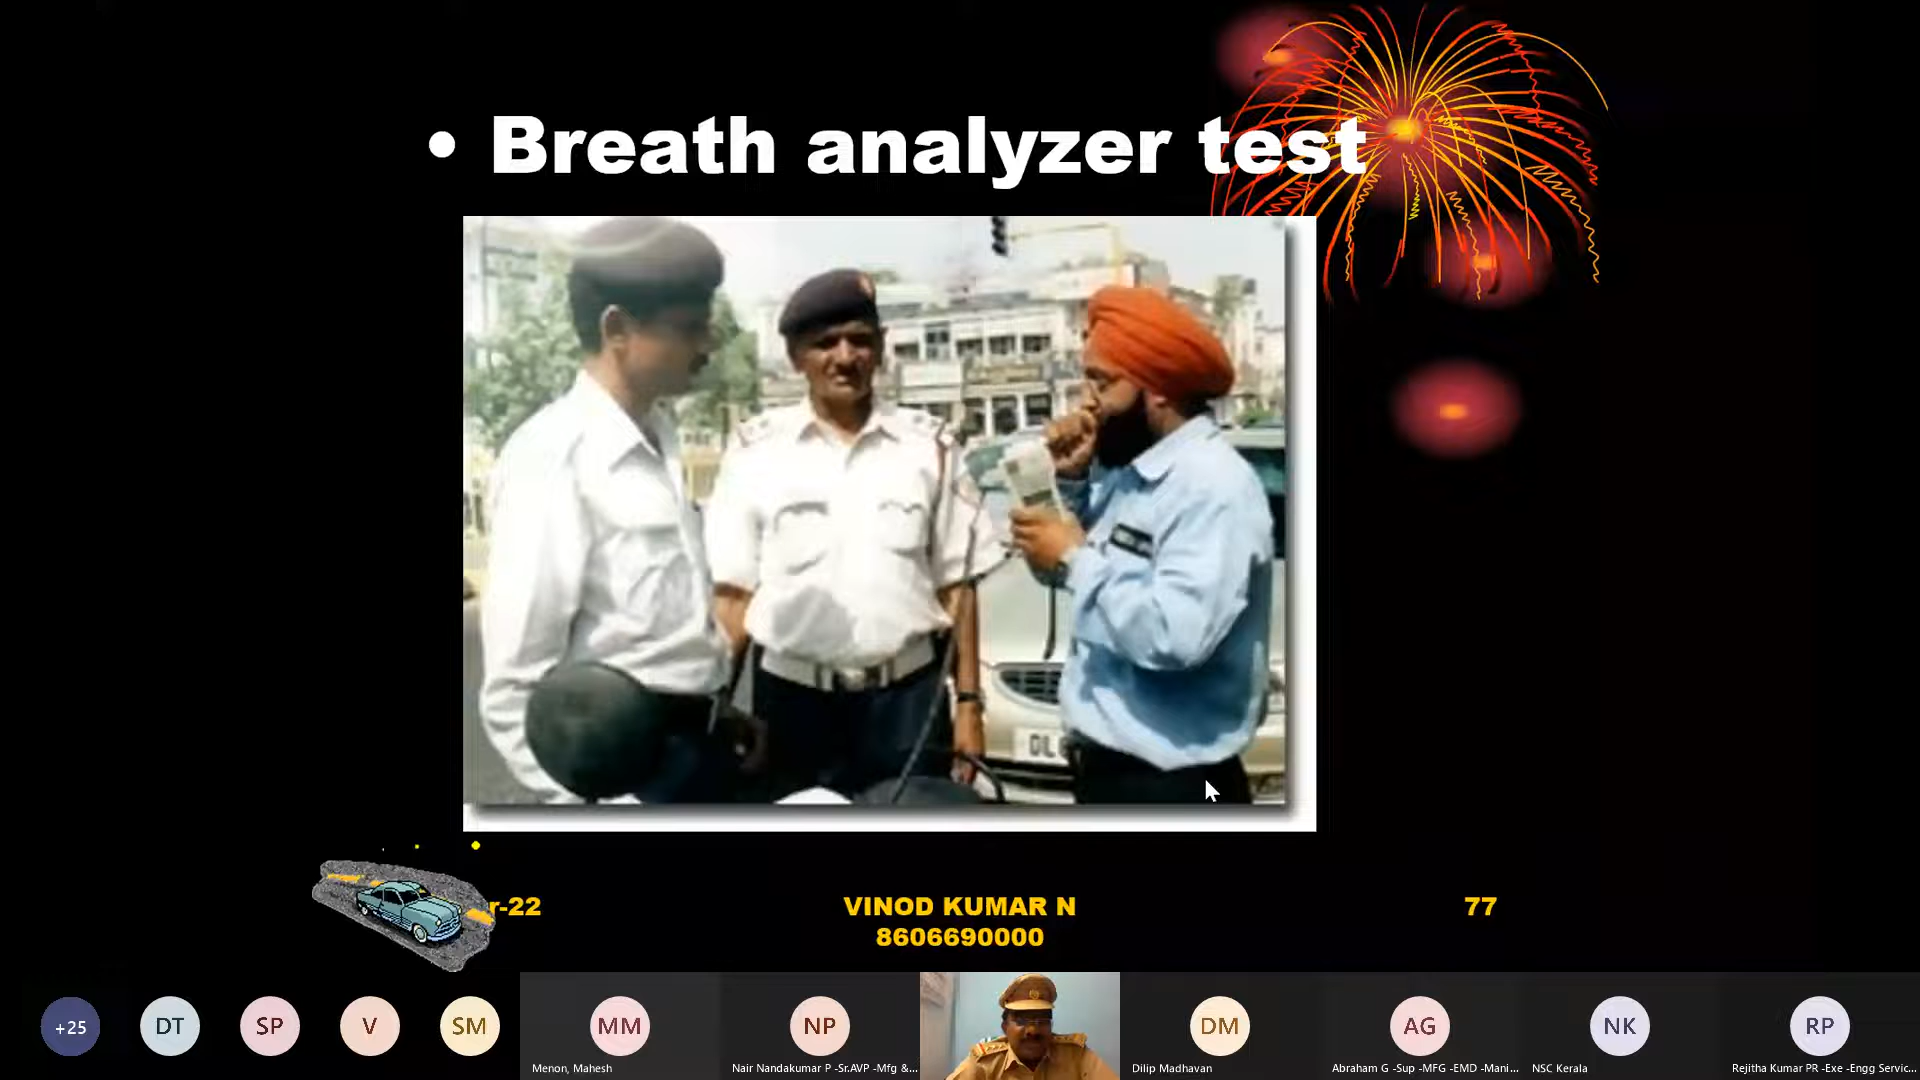 • Breath analyzer test
DL
r-22
VINOD KUMAR N
8606690000
77
+25
DT
SP
V
SM
MM
NP
DM
AG
NK
RP
Menon, Mahesh
Nair Nandakumar P -Sr.AVP -Mfg &...
Dilip Madhavan
Abraham G -Sup -MFG -EMD -Mani...
NSC Kerala
Rejitha Kumar PR -Exe -Engg Servic...